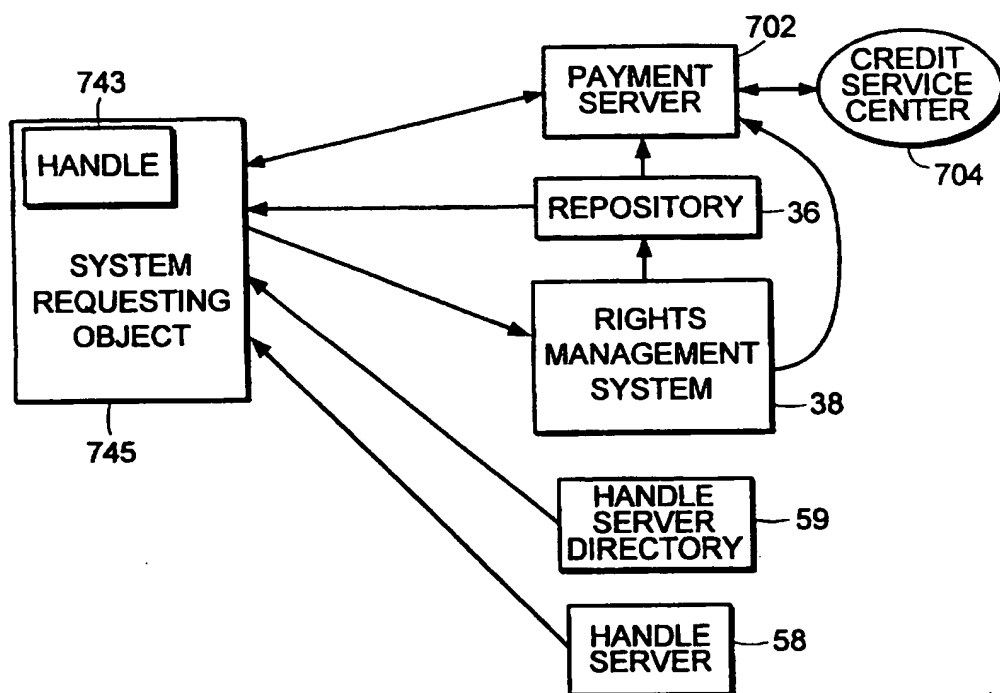 702
PAYMENT
SERVER
CREDIT
SERVICE
CENTER
704
743
HANDLE
SYSTEM
REQUESTING
OBJECT
745
REPOSITORY
36
RIGHTS
MANAGEMENT
SYSTEM
38
HANDLE
SERVER
DIRECTORY
59
HANDLE
SERVER
58